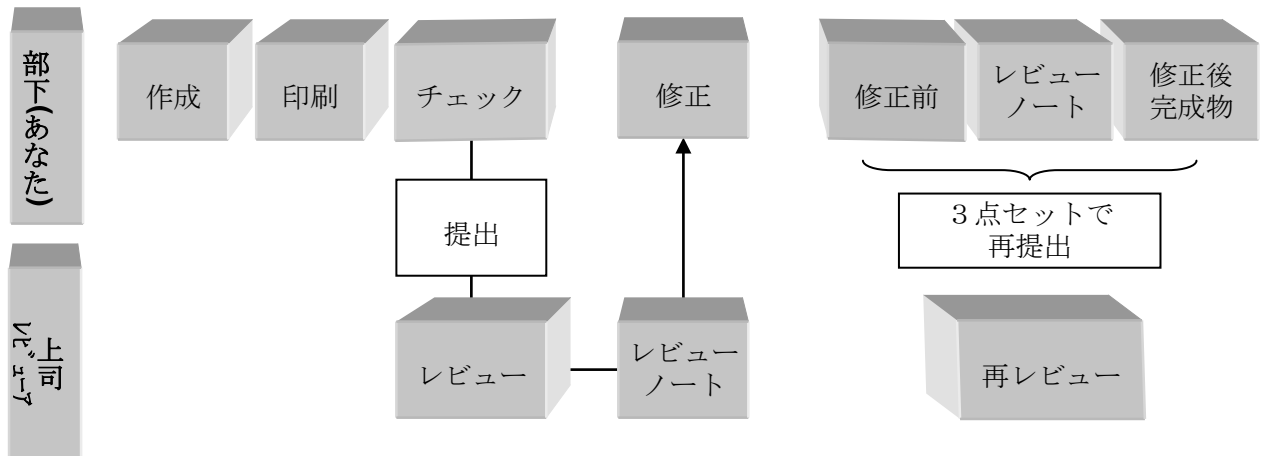 部下(あなた)
作成
印刷
チェック
修正
修正前
レビュー
ノート
修正後
完成物
提出
３点セットで
再提出
上司
ﾚﾋﾞｭｰｱ
レビュー
レビュー
ノート
再レビュー